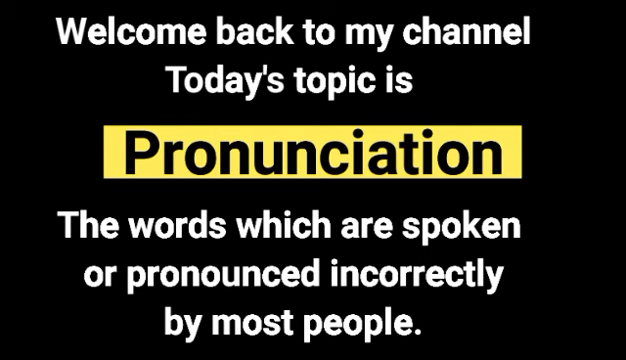 Welcome back to my channel
Today's topic is
Pronunciation
The words which are spoken
or pronounced incorrectly
by most people.